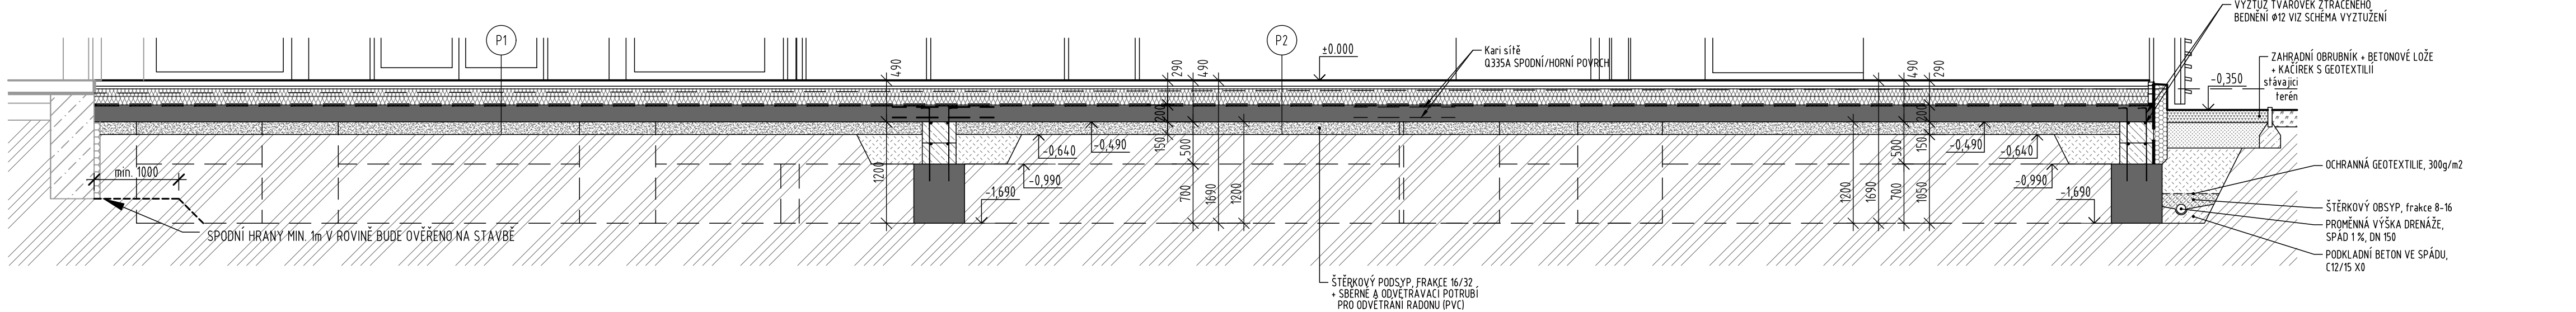 VÝZTUŽ TVAROVEK ZTRACENÉHO
BEDNĚNÍ ø12 VIZ SCHÉMA VYZTUŽENÍ
P1
P2
±0.000
Kari sítě
Q335A SPODNÍ/HORNÍ POVRCH
ZAHRADNÍ OBRUBNÍK + BETONOVÉ LOŽE
+ KAČÍREK S GEOTEXTILIÍ
-0,350
stávající
terén
490
290
490
490
290
200
200
150
150
500
500
-0,640
-0,490
-0,490
-0,640
min. 1000
1200
-0,990
-0,990
-1,690
-1,690
700
1690
1200
1200
1690
700
1050
OCHRANNÁ GEOTEXTILIE, 300g/m2
ŠTĚRKOVÝ OBSYP, frakce 8-16
PROMĚNNÁ VÝŠKA DRENÁŽE,
SPÁD 1 %, DN 150
PODKLADNÍ BETON VE SPÁDU,
C12/15 X0
SPODNÍ HRANY MIN. 1m V ROVINĚ BUDE OVĚŘENO NA STAVBĚ
ŠTĚRKOVÝ PODSYP, FRAKCE 16/32
+ SBĚRNÉ A ODVĚTRÁVACÍ POTRUBÍ
PRO ODVĚTRÁNÍ RADONU (PVC)